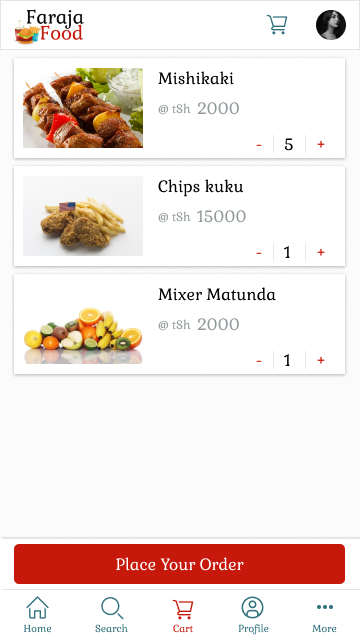 Faraja
Food
Mishikaki
@ tSh 2000
- 5 +
Chips kuku
@ tSh 15000
- 1 +
Mixer Matunda
@ tSh 2000
- 1 +
Place Your Order
Home Search Cart Profile More